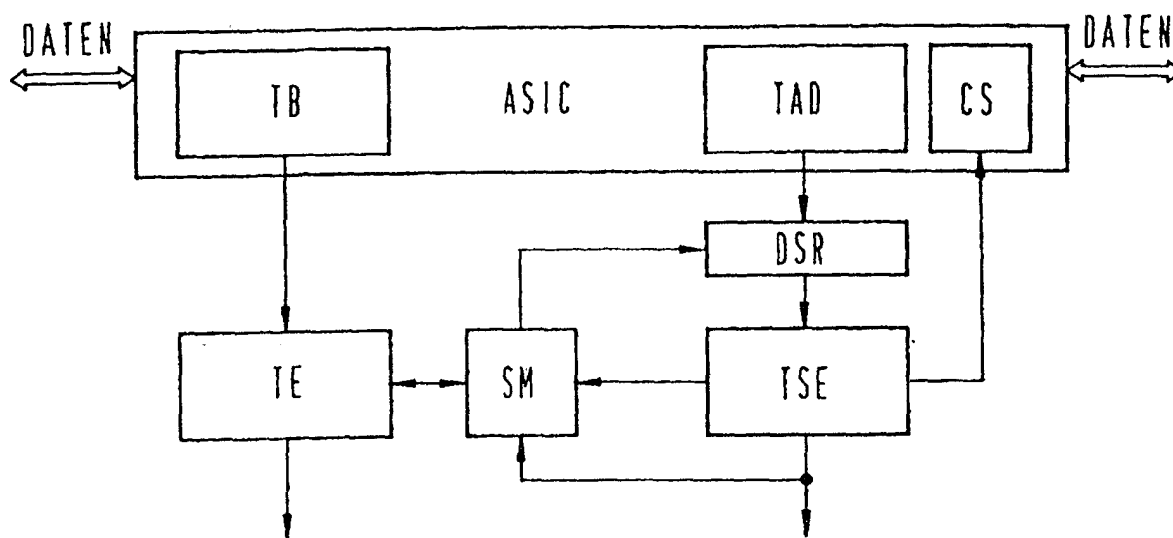 DATEN
DATEN
TB
ASIC
TAD
CS
DSR
TE
SM
TSE